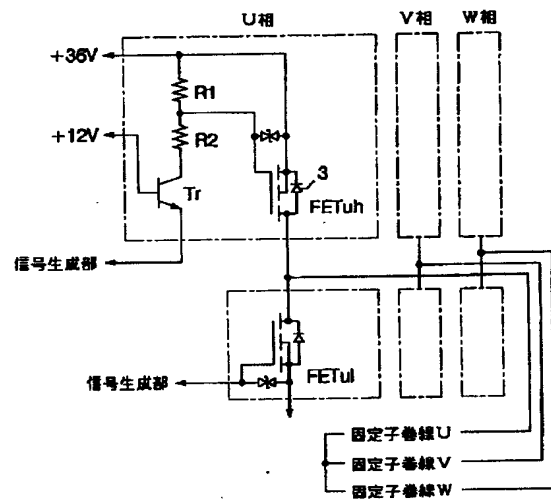 U相
V相
W相
+36V
R1
+12V
R2
3
Tr
FETuh
信号生成部
FETul
信号生成部
固定子巻線U
固定子巻線V
固定子巻線W